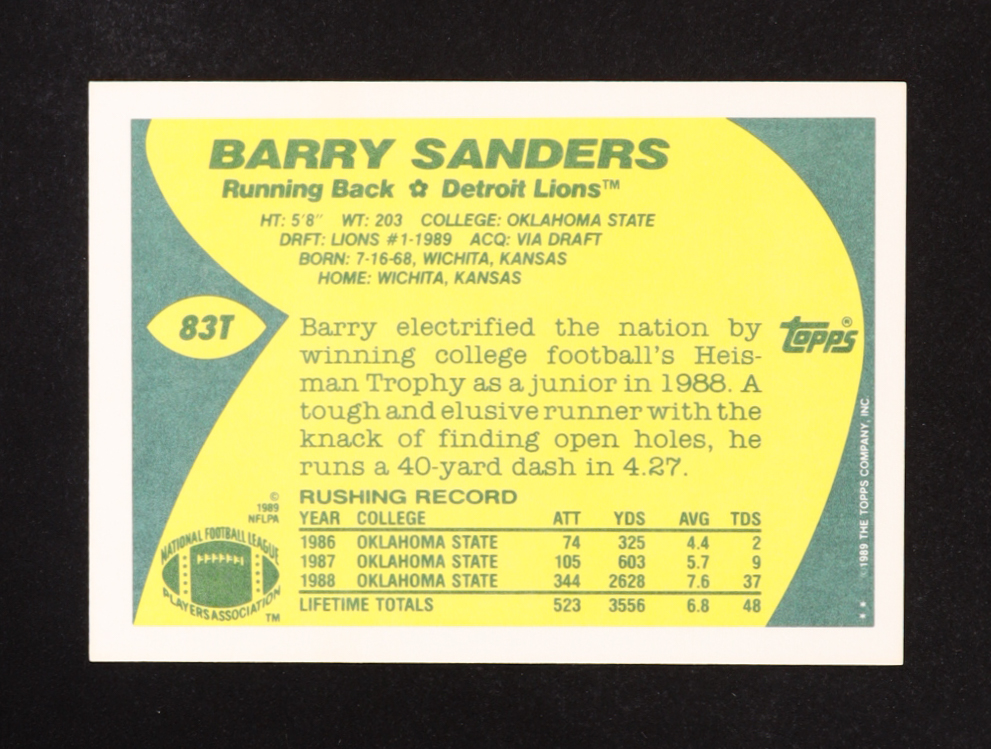 BARRY SANDERS
Running Back ✿ Detroit Lions™
HT: 5'8" WT: 203 COLLEGE: OKLAHOMA STATE
DRFT: LIONS #1-1989 ACQ: VIA DRAFT
BORN: 7-16-68, WICHITA, KANSAS
HOME: WICHITA, KANSAS
83T
Barry electrified the nation by
winning college football's Heis-
man Trophy as a junior in 1988. A
tough and elusive runner with the
knack of finding open holes, he
runs a 40-yard dash in 4.27.
topps®
RUSHING RECORD
YEAR COLLEGE ATT YDS AVG TDS
1986 OKLAHOMA STATE 74 325 4.4 2
1987 OKLAHOMA STATE 105 603 5.7 9
1988 OKLAHOMA STATE 344 2628 7.6 37
LIFETIME TOTALS 523 3556 6.8 48
©
1989
NFLPA
NATIONAL FOOTBALL LEAGUE
PLAYERS ASSOCIATION
TM
© 1989 THE TOPPS COMPANY, INC.
**